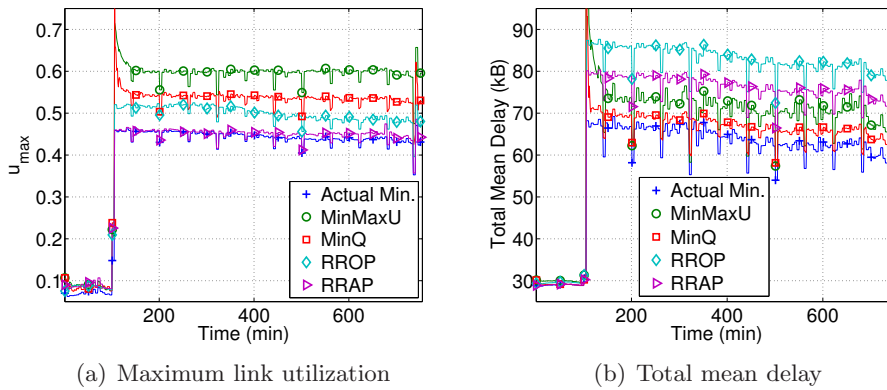 0.7
0.6
0.5
0.4
0.3
0.2
0.1
u_max
200
400
600
Time (min)
Actual Min.
MinMaxU
MinQ
RROP
RRAP
(a) Maximum link utilization
90
80
70
60
50
40
30
Total Mean Delay (kB)
200
400
600
Time (min)
Actual Min.
MinMaxU
MinQ
RROP
RRAP
(b) Total mean delay